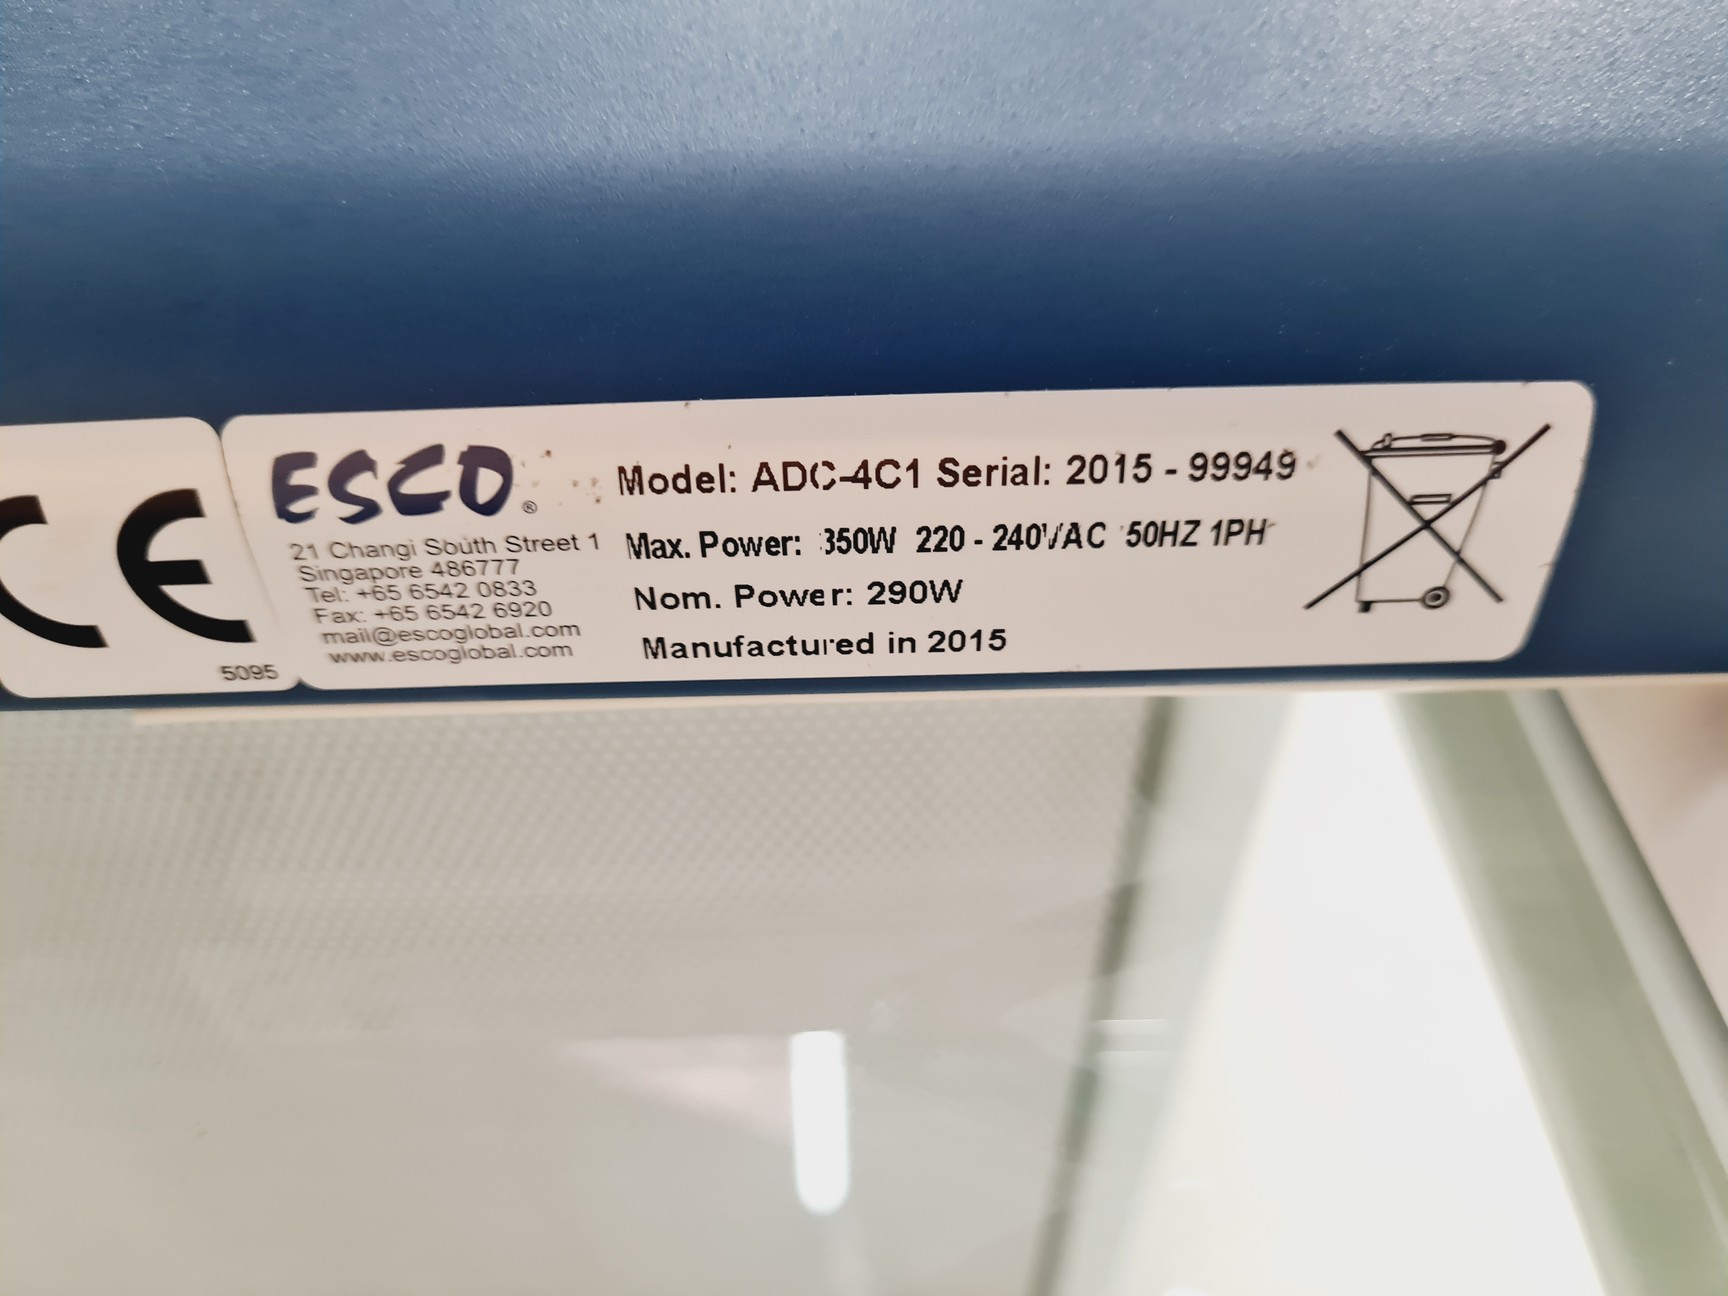 CE
5095
ESCO®
21 Changi South Street 1
Singapore 486777
Tel: +65 6542 0833
Fax: +65 6542 6920
mail@escoglobal.com
www.escoglobal.com
Model: ADC-4C1 Serial: 2015 - 99949
Max. Power: 350W 220 - 240VAC 50HZ 1PH
Nom. Power: 290W
Manufactured in 2015